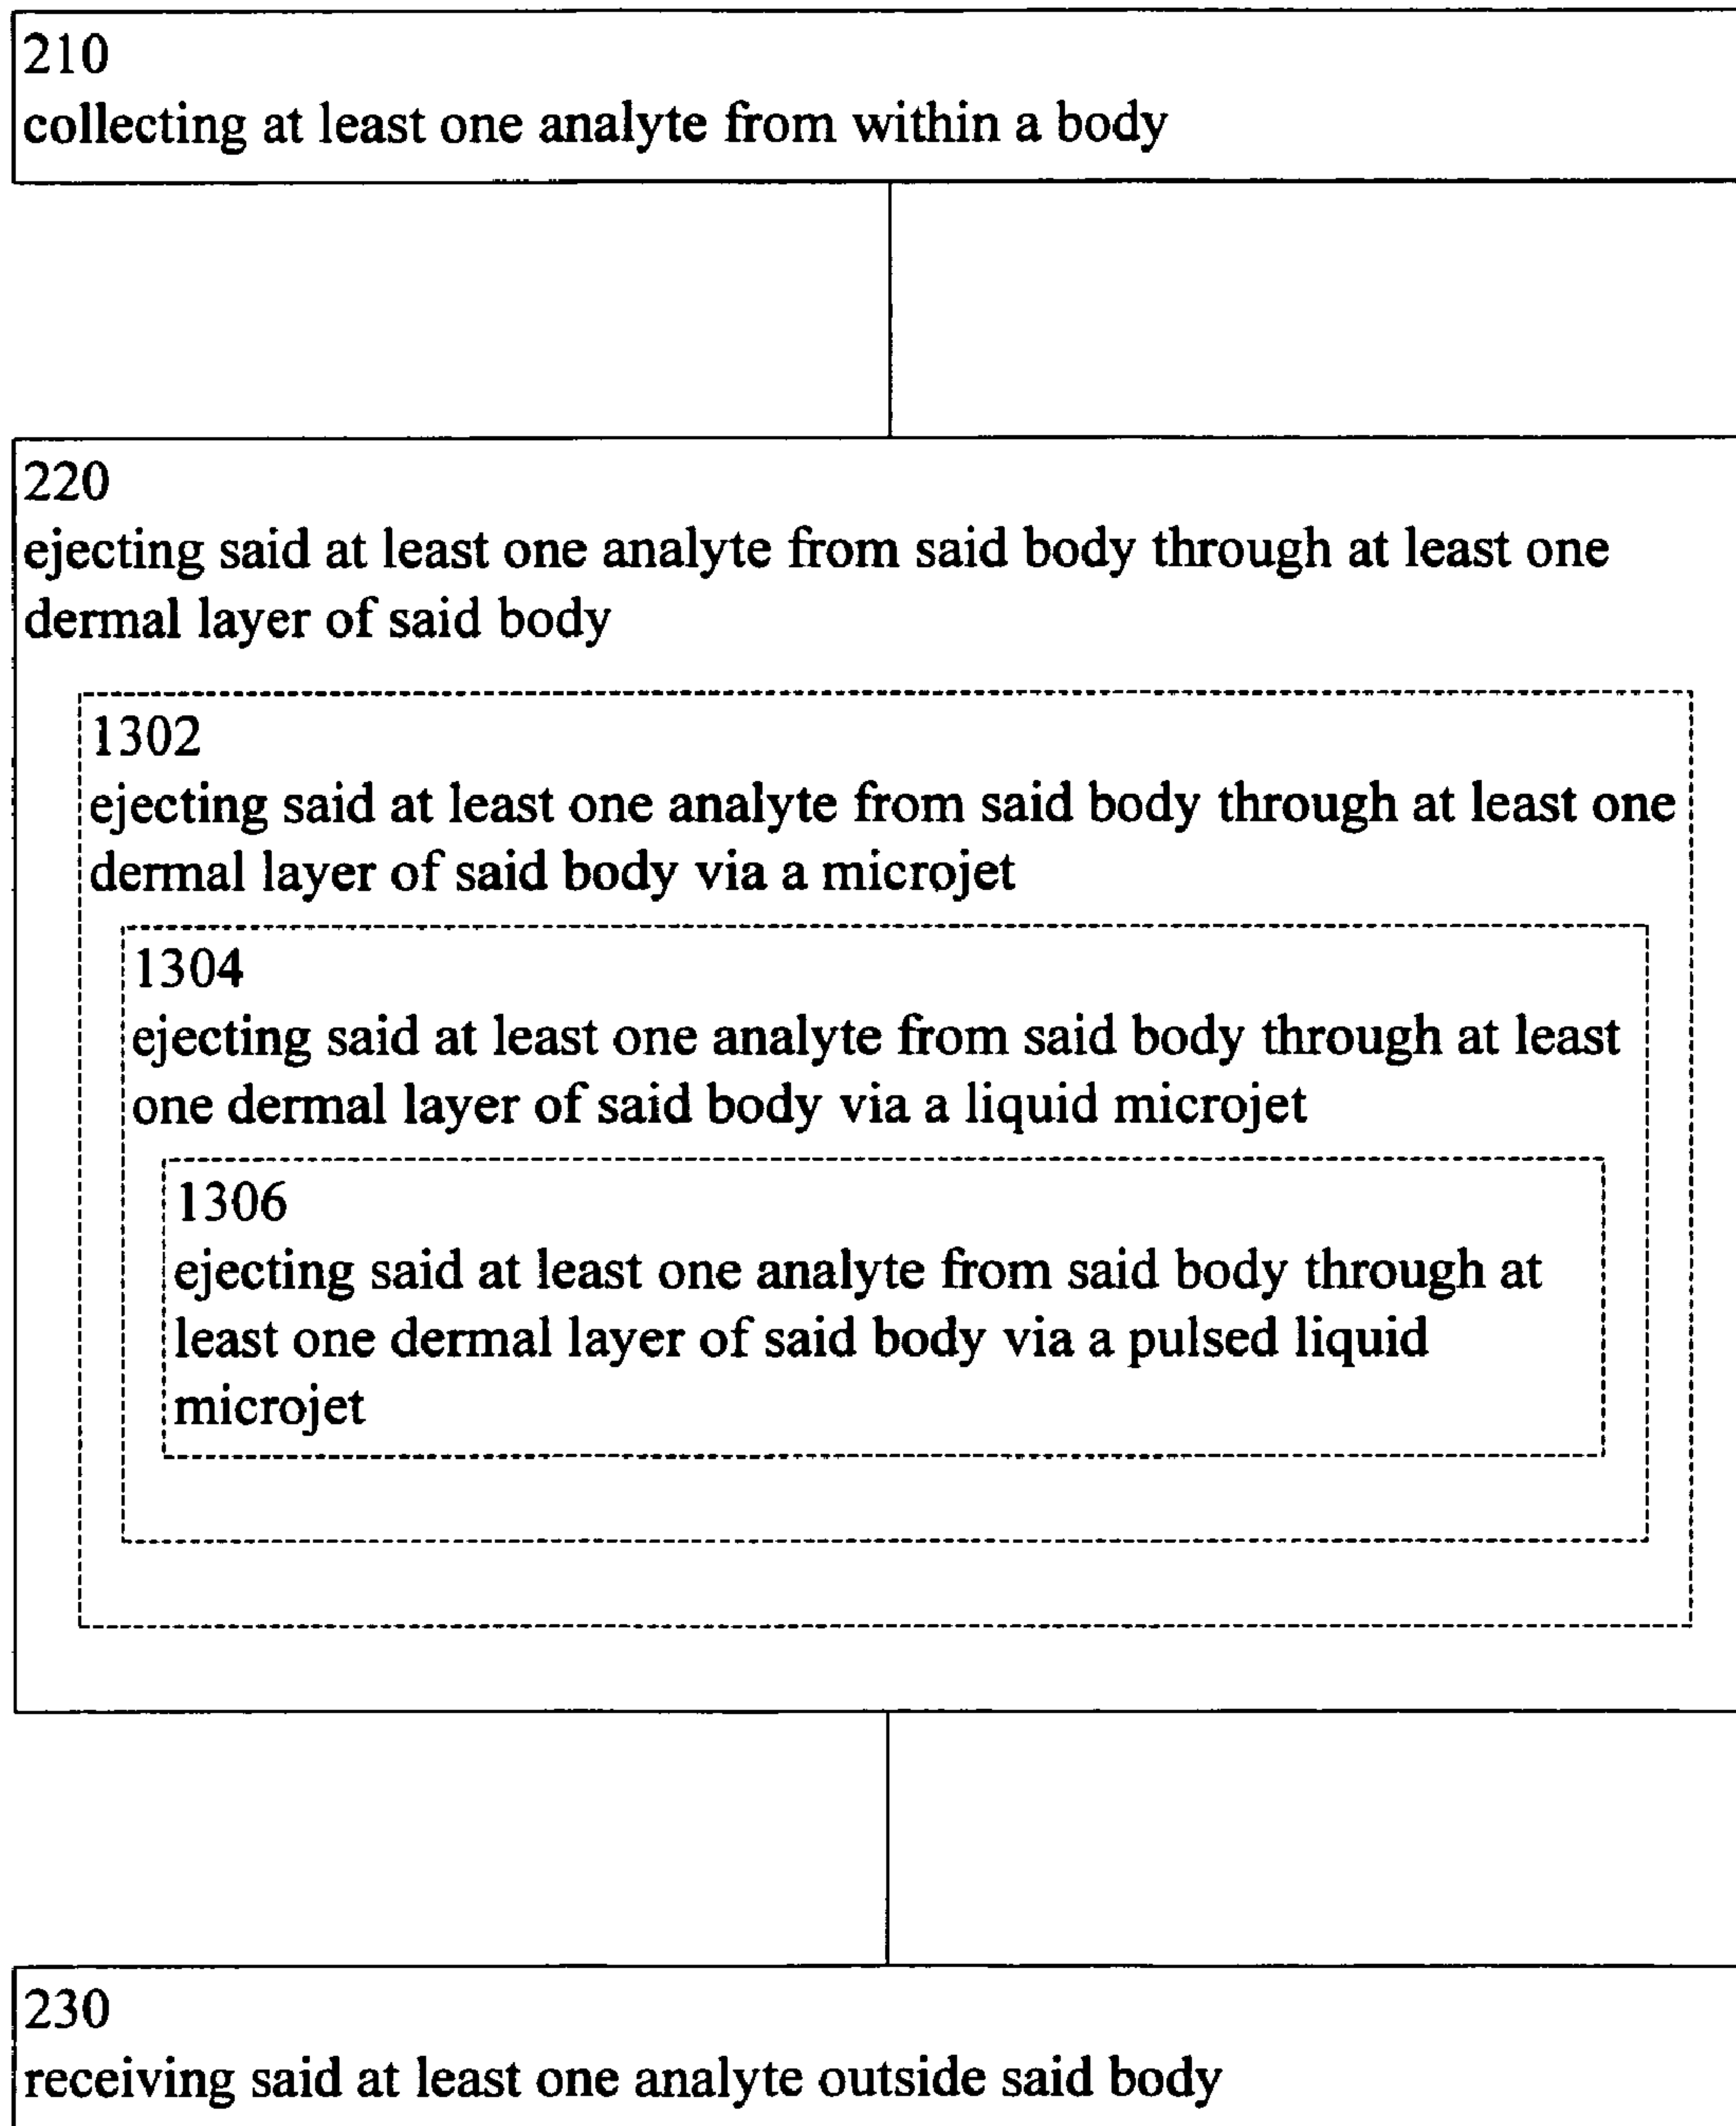 210
collecting at least one analyte from within a body
220
ejecting said at least one analyte from said body through at least one
dermal layer of said body
1302
ejecting said at least one analyte from said body through at least one
dermal layer of said body via a microjet
1304
ejecting said at least one analyte from said body through at least
one dermal layer of said body via a liquid microjet
1306
ejecting said at least one analyte from said body through at
least one dermal layer of said body via a pulsed liquid
microjet
230
receiving said at least one analyte outside said body